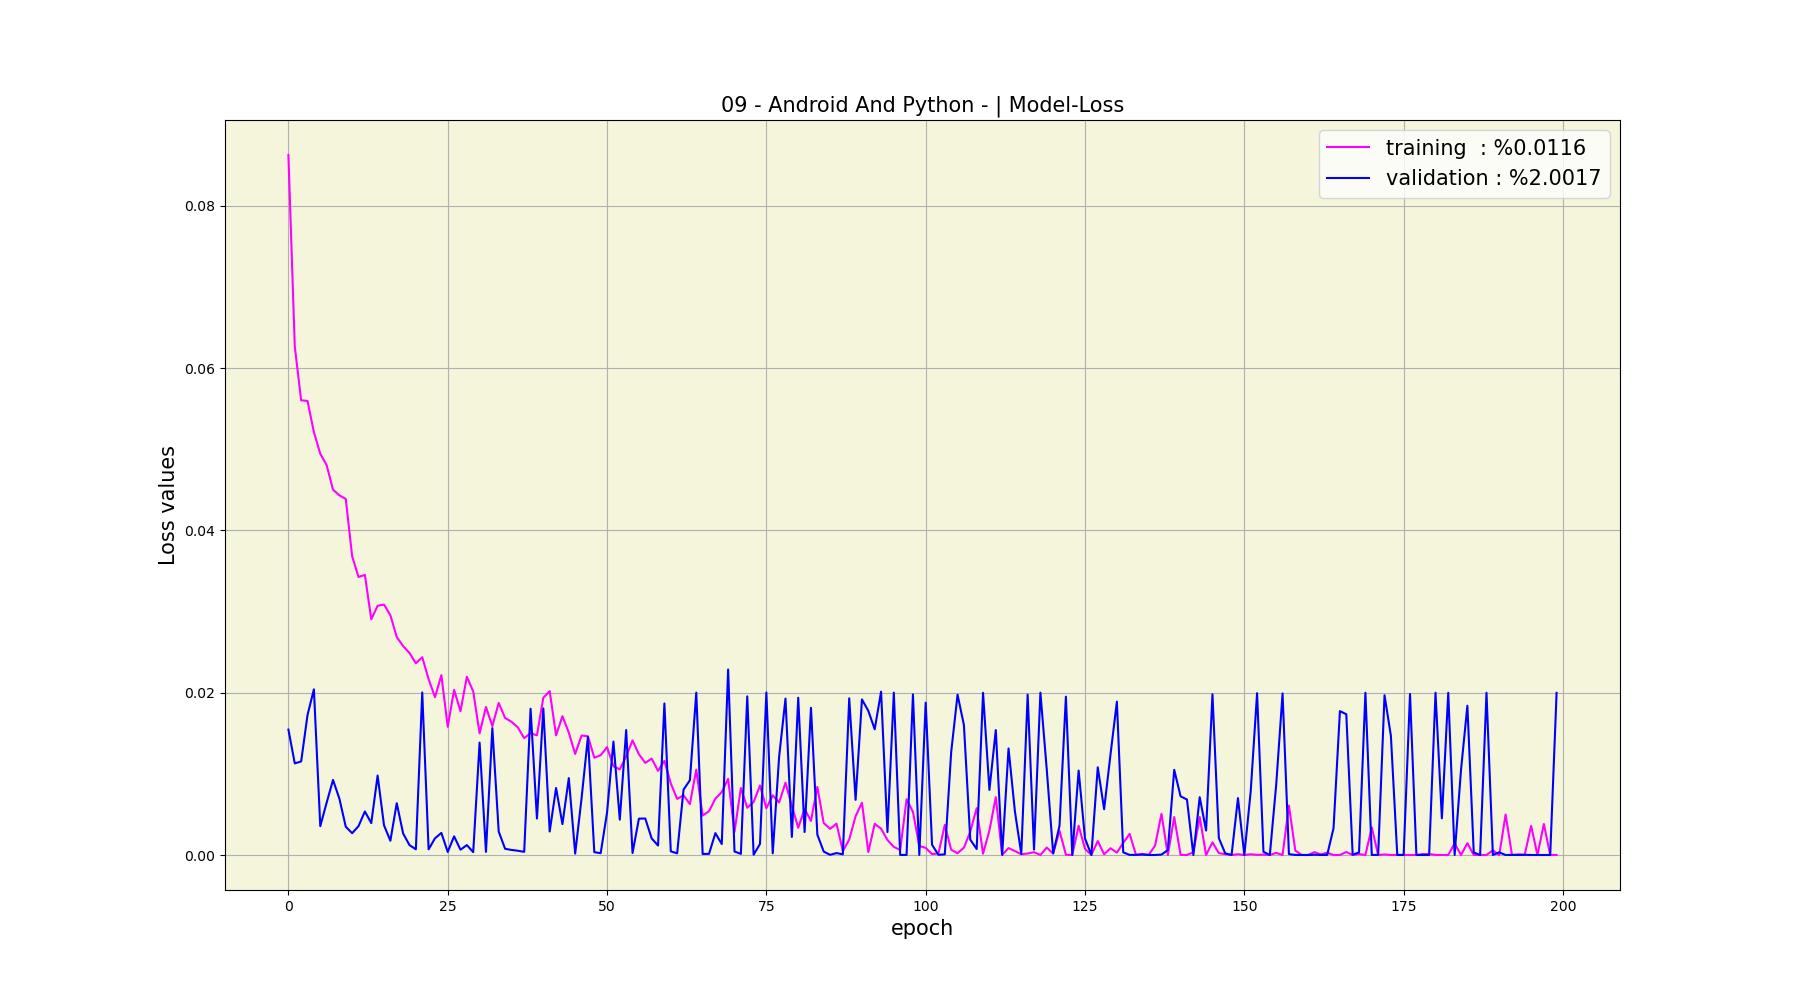 09 - Android And Python - | Model-Loss
training  : %0.0116
validation : %2.0017
Loss values
0.08
0.06
0.04
0.02
0.00
0 25 50 75 100 125 150 175 200
epoch